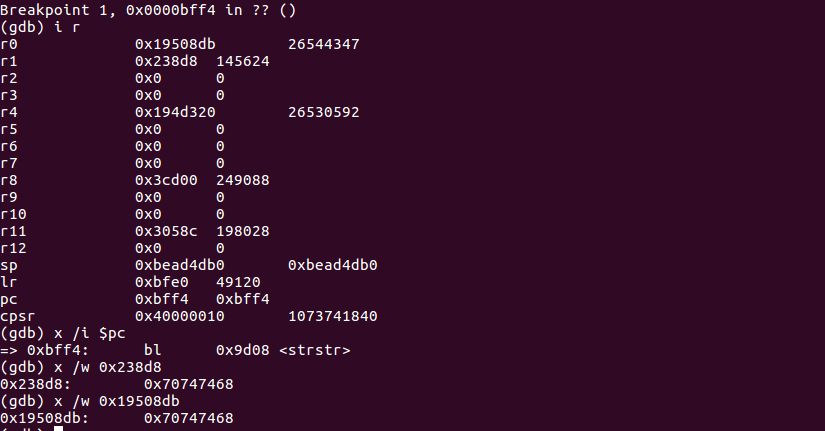 Breakpoint 1, 0x0000bff4 in ?? ()
(gdb) i r
r0 0x19508db 26544347
r1 0x238d8 145624
r2 0x0 0
r3 0x0 0
r4 0x194d320 26530592
r5 0x0 0
r6 0x0 0
r7 0x0 0
r8 0x3cd00 249088
r9 0x0 0
r10 0x0 0
r11 0x3058c 198028
r12 0x0 0
sp 0xbead4db0 0xbead4db0
lr 0xbfe0 49120
pc 0xbff4 0xbff4
cpsr 0x40000010 1073741840
(gdb) x /i $pc
=> 0xbff4: bl 0x9d08 <strstr>
(gdb) x /w 0x238d8
0x238d8: 0x70747468
(gdb) x /w 0x19508db
0x19508db: 0x70747468
(gdb)